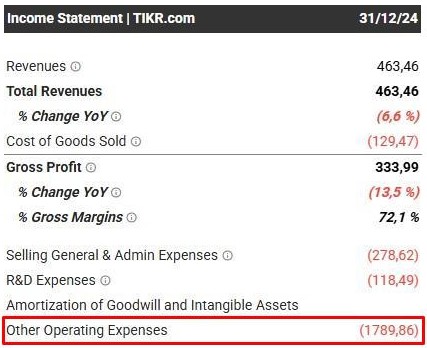 Income Statement | TIKR.com 31/12/24
Revenues 463,46
Total Revenues 463,46
% Change YoY (6,6 %)
Cost of Goods Sold (129,47)
Gross Profit 333,99
% Change YoY (13,5 %)
% Gross Margins 72,1 %
Selling General & Admin Expenses (278,62)
R&D Expenses (118,49)
Amortization of Goodwill and Intangible Assets
Other Operating Expenses (1789,86)